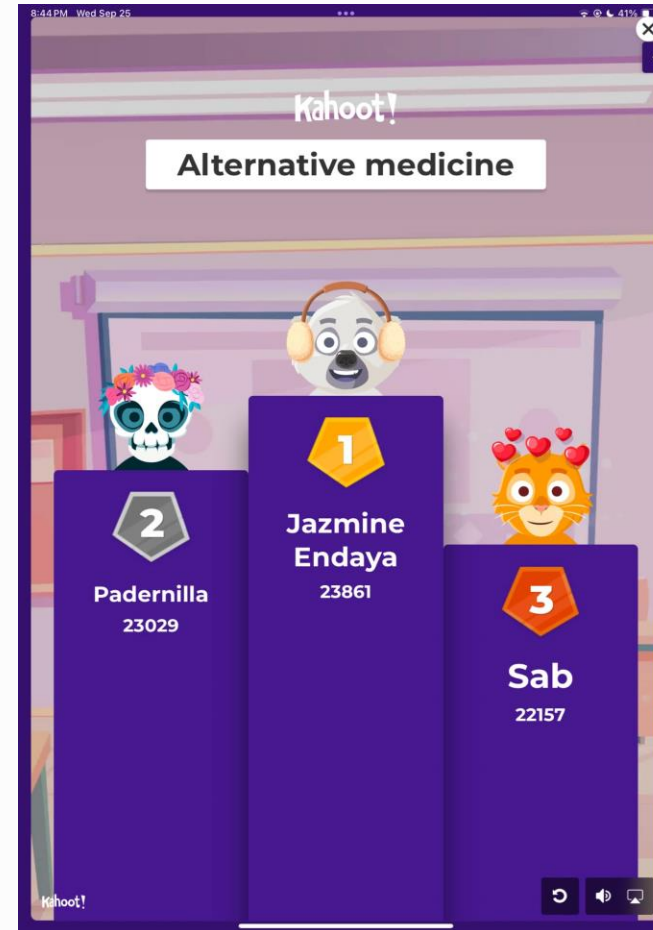 8:44 PM Wed Sep 25
41%
Kahoot!
Alternative medicine
1
Jazmine
Endaya
23861
2
Padernilla
23029
3
Sab
22157
Kahoot!